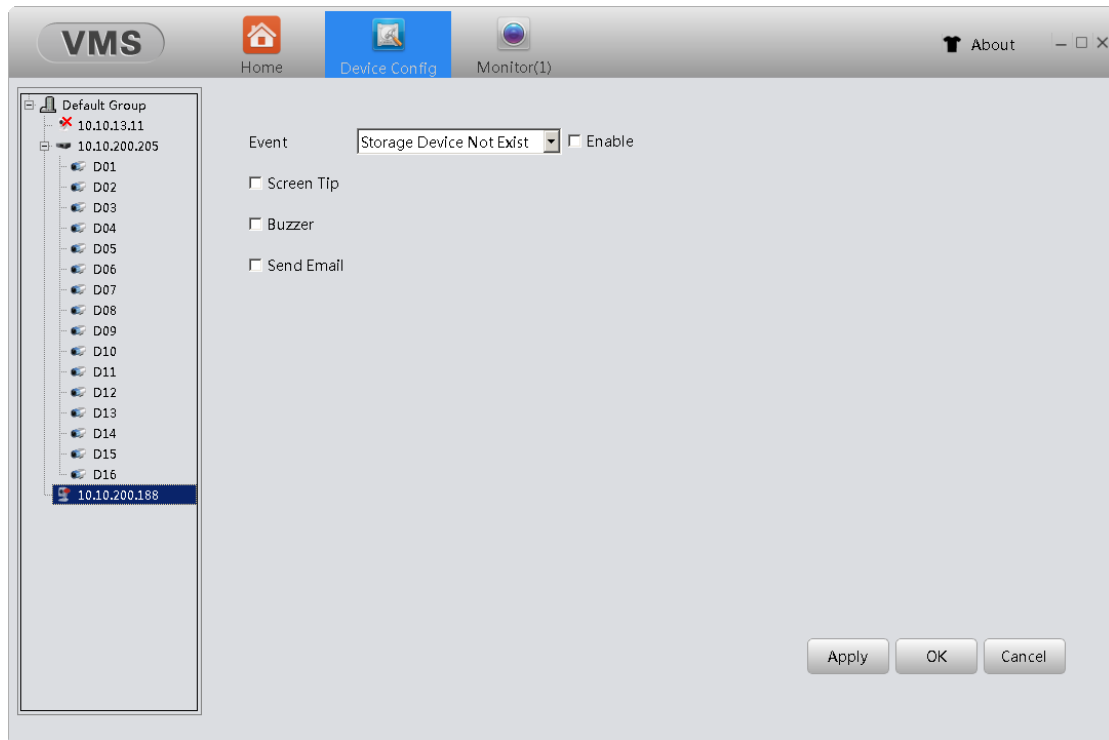 VMS
Home
Device Config
Monitor(1)
About
Default Group
10.10.13.11
10.10.200.205
D01
D02
D03
D04
D05
D06
D07
D08
D09
D10
D11
D12
D13
D14
D15
D16
10.10.200.188
Event Storage Device Not Exist Enable
Screen Tip
Buzzer
Send Email
Apply OK Cancel